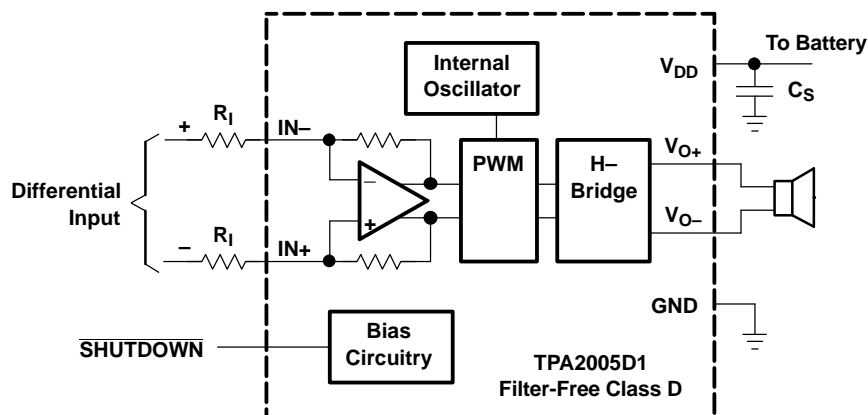 To Battery
Internal
Oscillator
V_DD
C_S
+ R_I IN–
–
PWM
H–
Bridge
V_O+
Differential
Input
+
V_O–
– R_I IN+
GND
SHUTDOWN
Bias
Circuitry
TPA2005D1
Filter-Free Class D